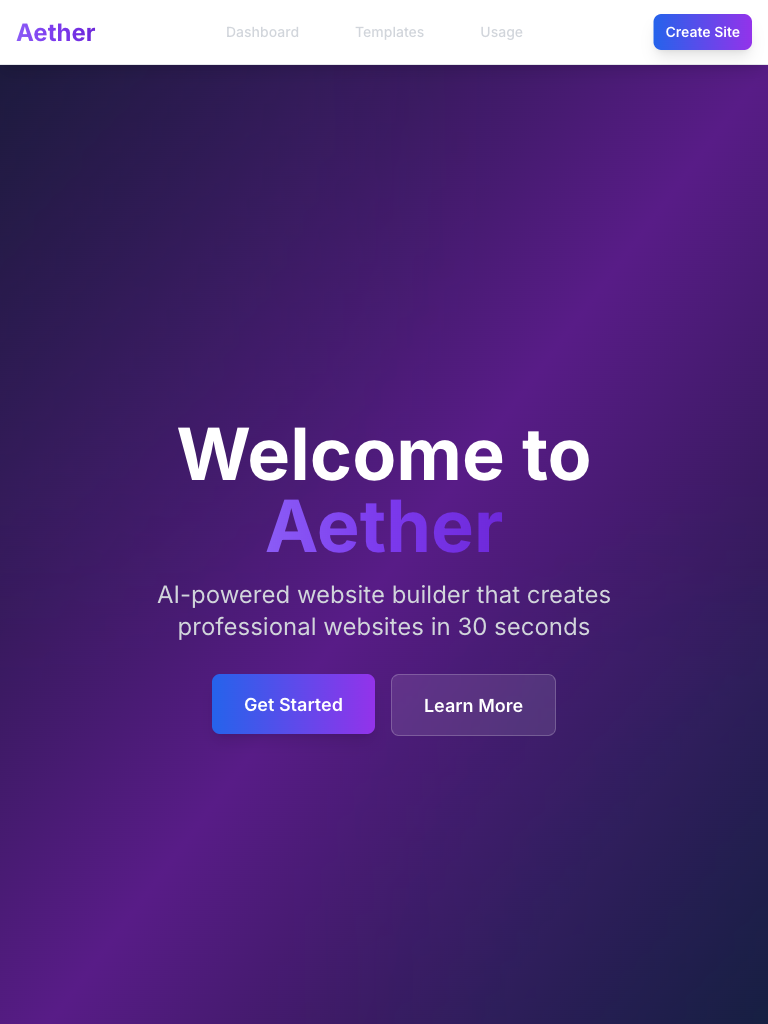 Aether
Dashboard
Templates
Usage
Create Site
Welcome to
Aether
AI-powered website builder that creates
professional websites in 30 seconds
Get Started
Learn More